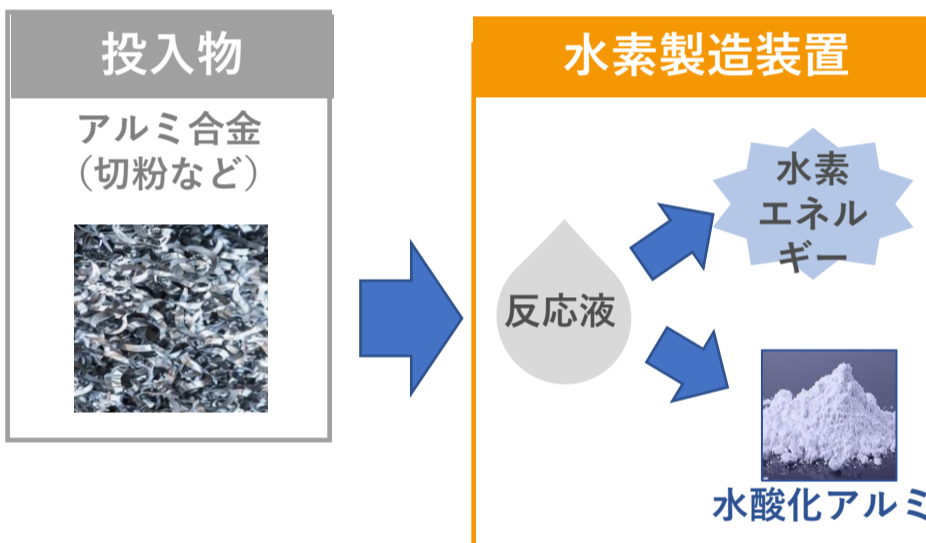 投入物
アルミ合金
（切粉など）
水素製造装置
反応液
水素
エネル
ギー
水酸化アルミ